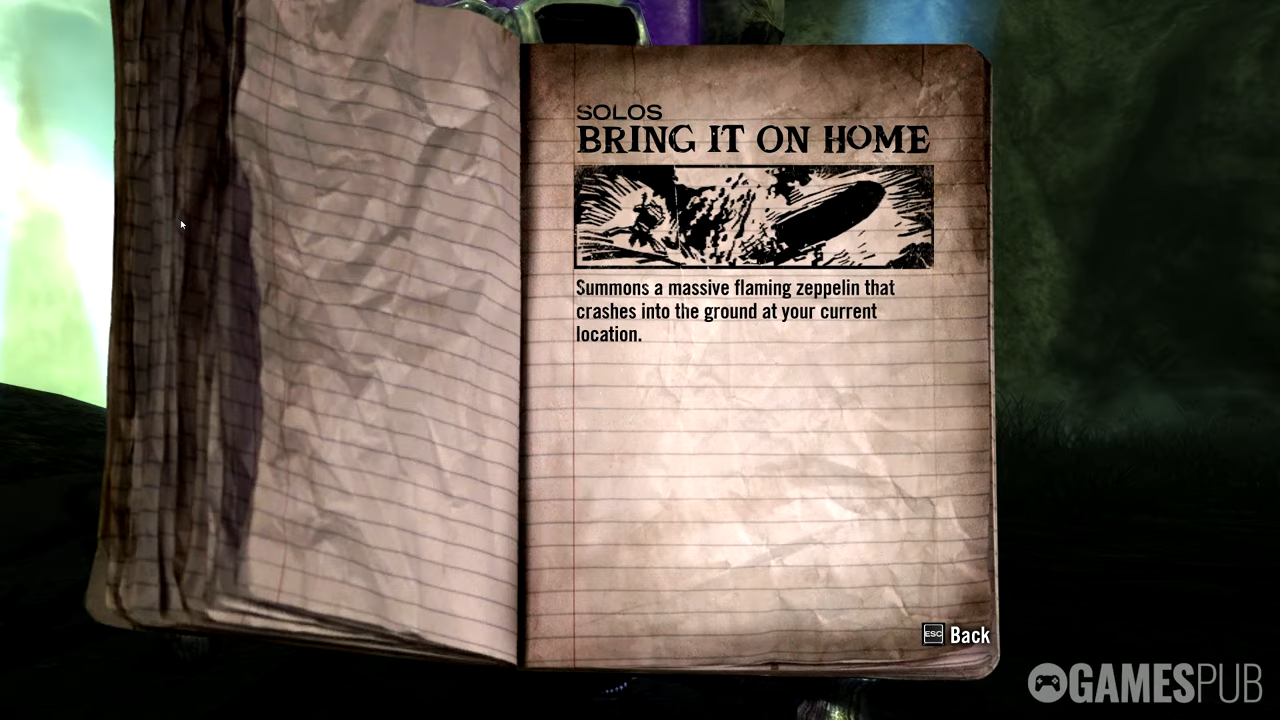 SOLOS
BRING IT ON HOME
Summons a massive flaming zeppelin that
crashes into the ground at your current
location.
ESC Back
GAMESPUB